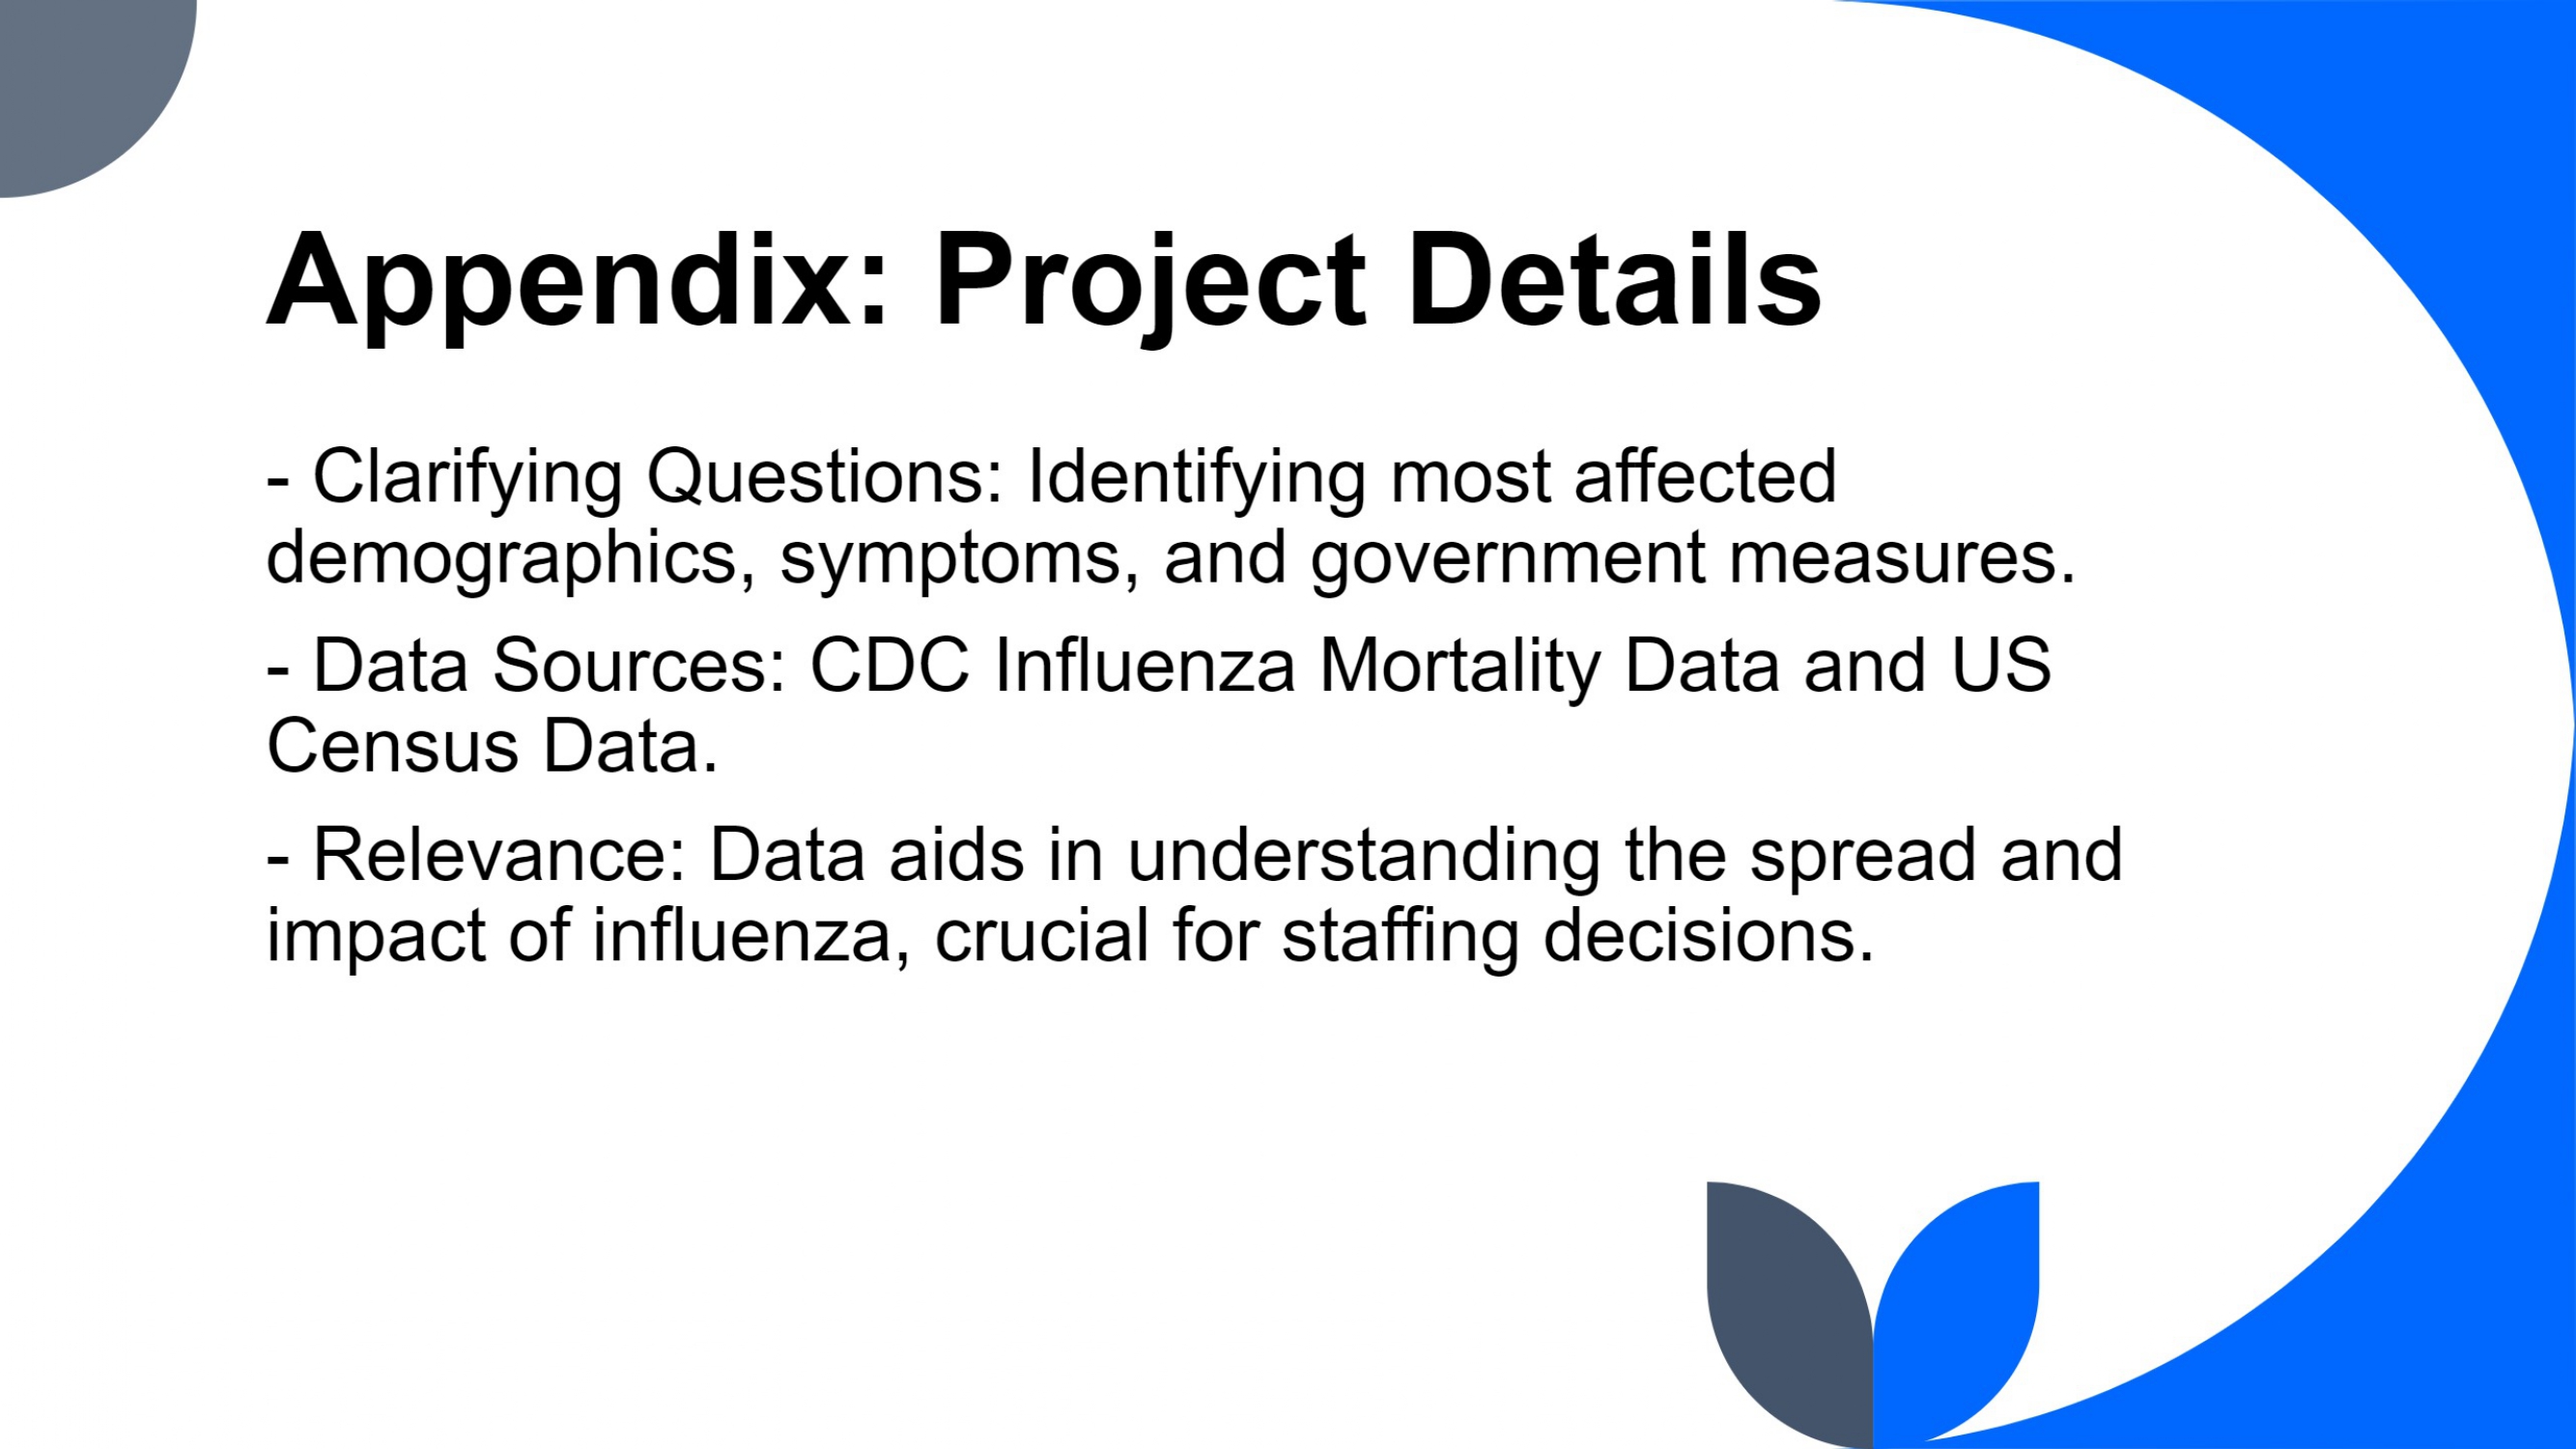 Appendix: Project Details
- Clarifying Questions: Identifying most affected
demographics, symptoms, and government measures.
- Data Sources: CDC Influenza Mortality Data and US
Census Data.
- Relevance: Data aids in understanding the spread and
impact of influenza, crucial for staffing decisions.